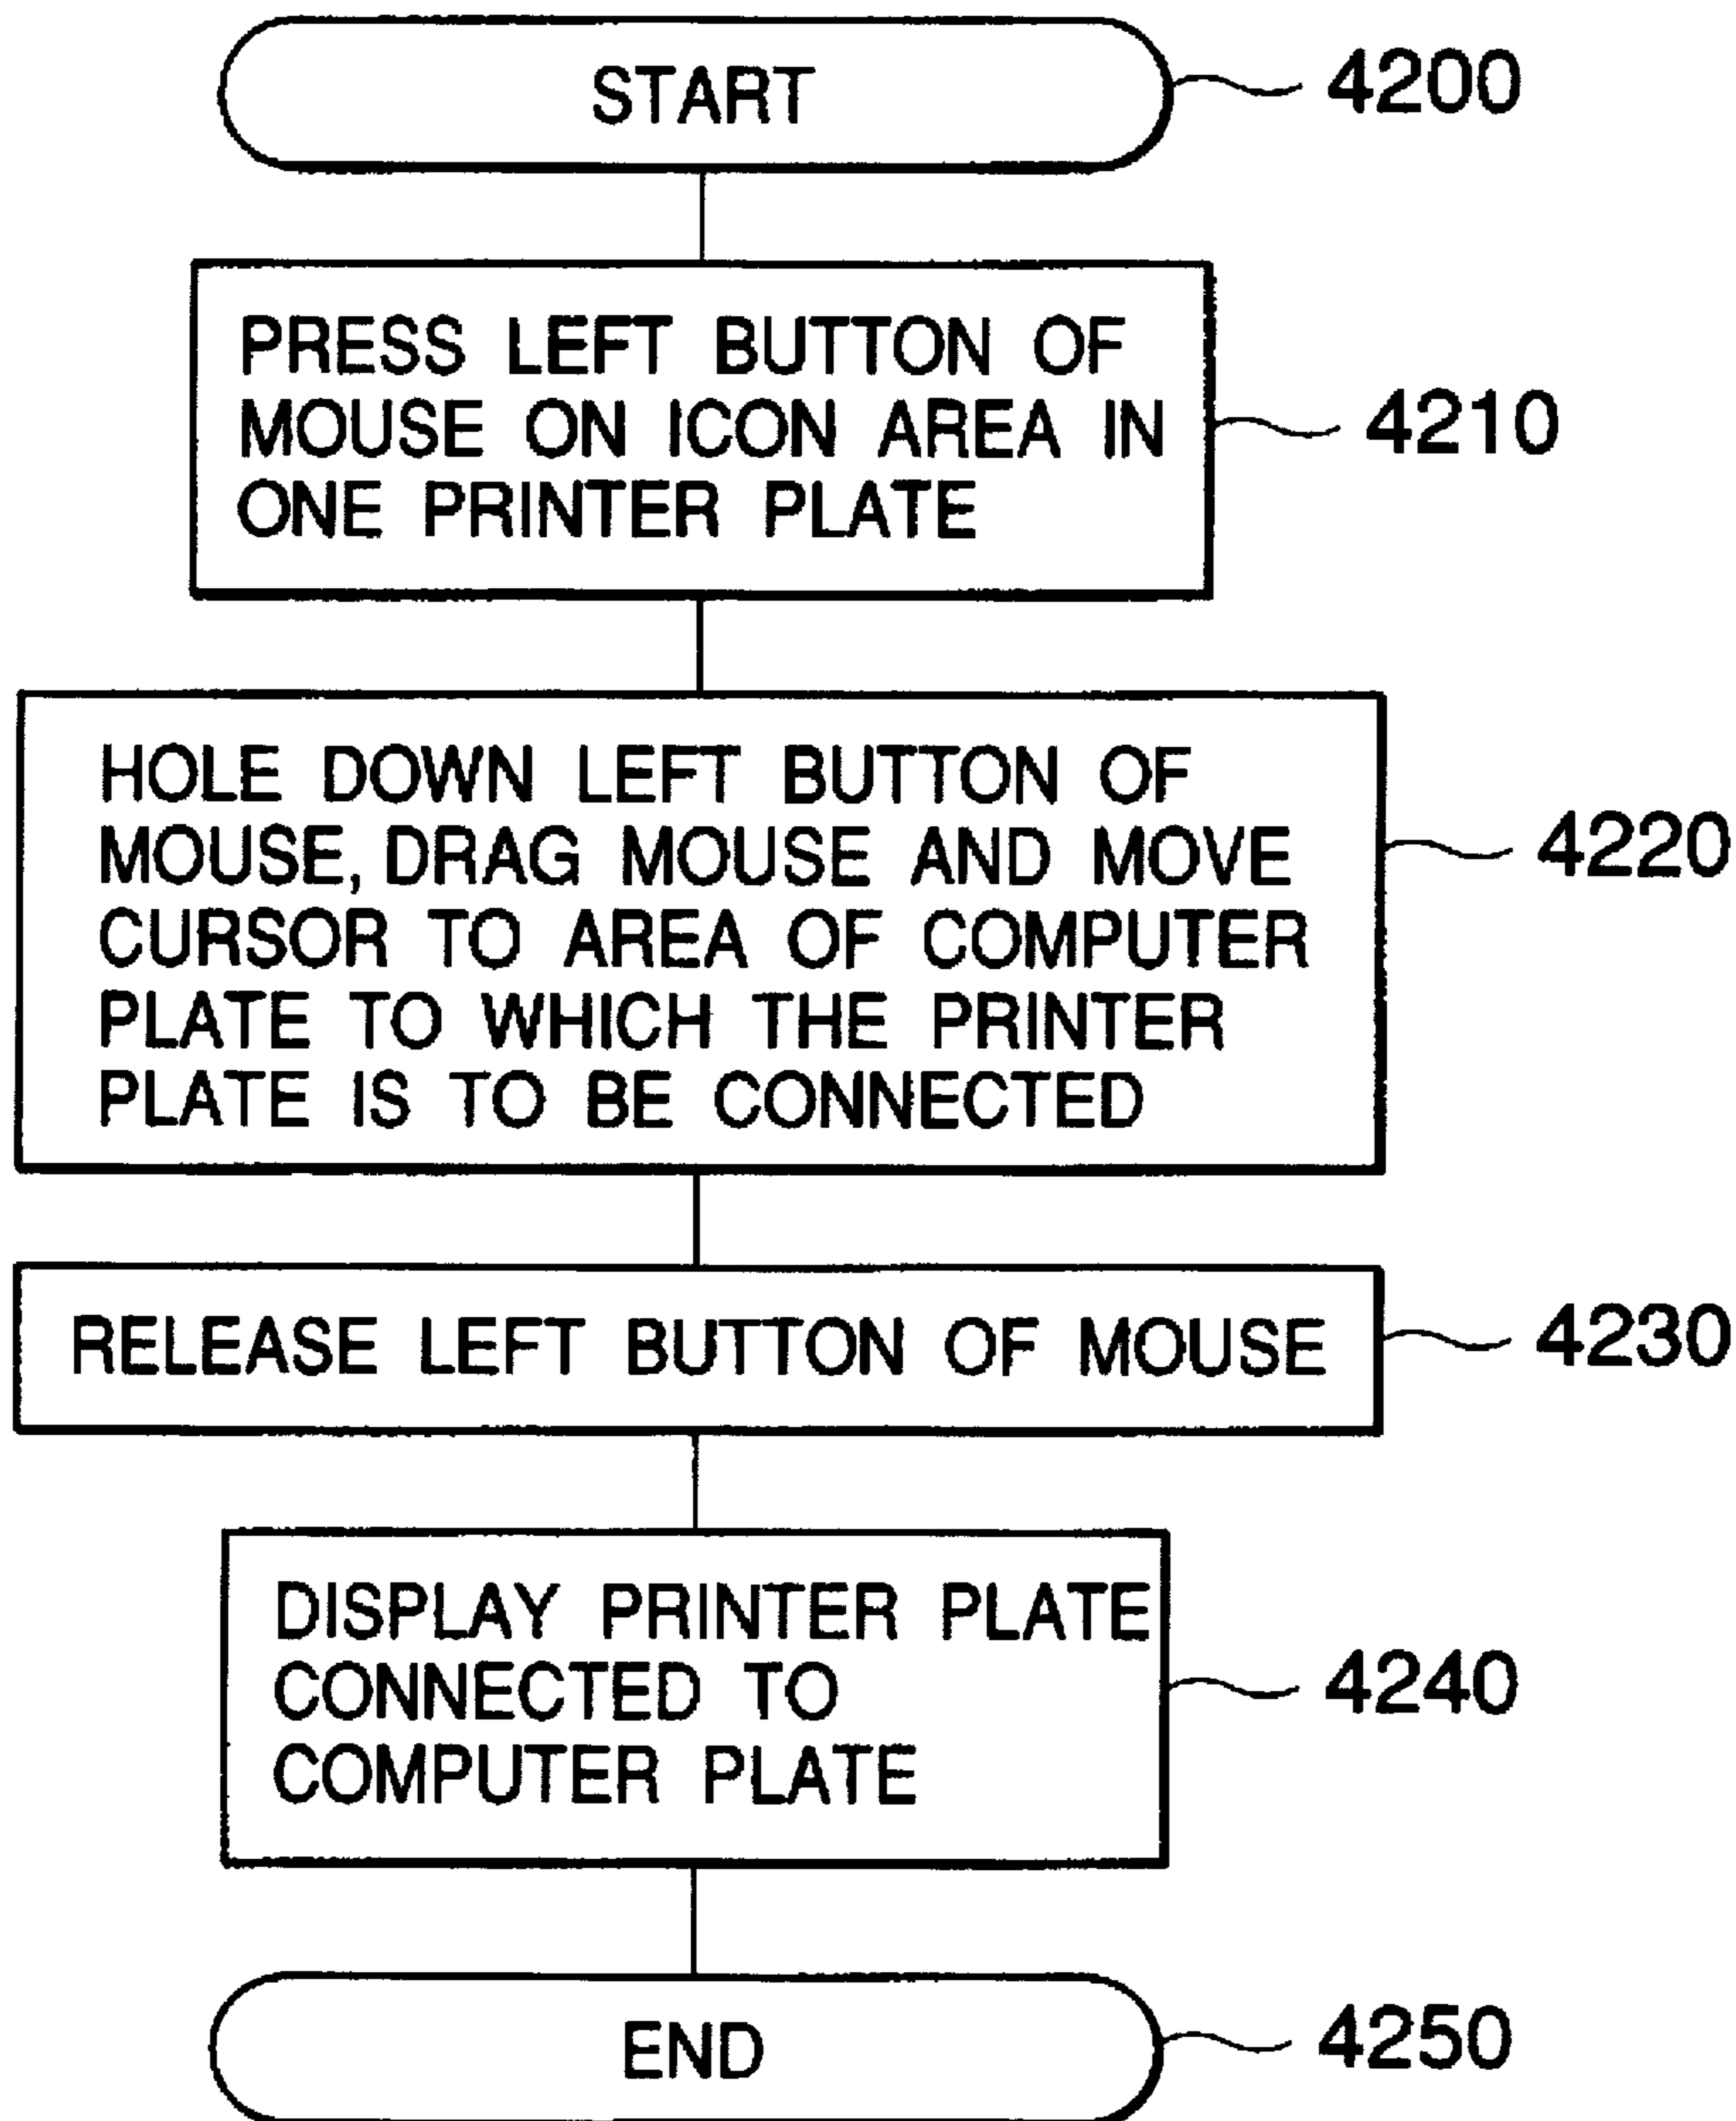 START
4200
PRESS LEFT BUTTON OF
MOUSE ON ICON AREA IN
ONE PRINTER PLATE
4210
HOLE DOWN LEFT BUTTON OF
MOUSE, DRAG MOUSE AND MOVE
CURSOR TO AREA OF COMPUTER
PLATE TO WHICH THE PRINTER
PLATE IS TO BE CONNECTED
4220
RELEASE LEFT BUTTON OF MOUSE
4230
DISPLAY PRINTER PLATE
CONNECTED TO
COMPUTER PLATE
4240
END
4250